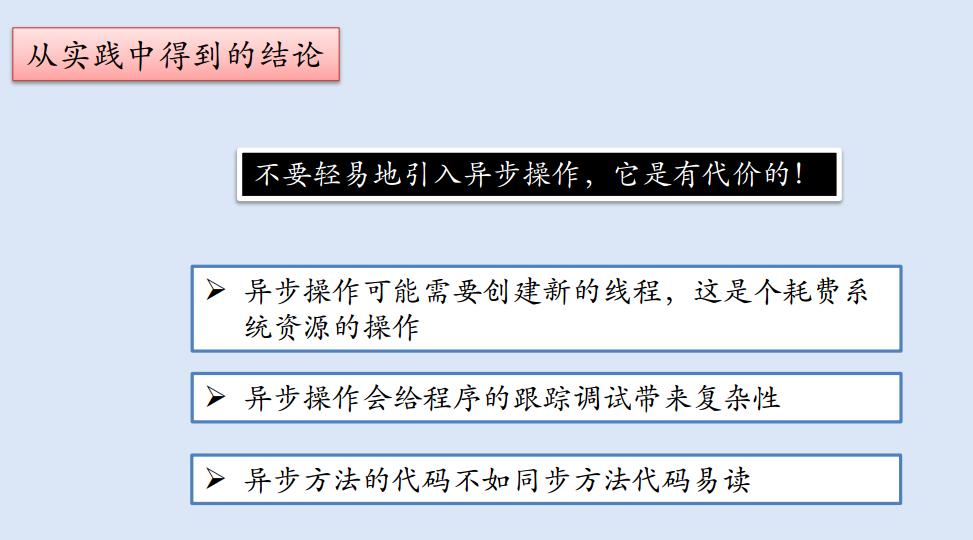 从实践中得到的结论
不要轻易地引入异步操作，它是有代价的！
➢ 异步操作可能需要创建新的线程，这是个耗费系
统资源的操作
➢ 异步操作会给程序的跟踪调试带来复杂性
➢ 异步方法的代码不如同步方法代码易读